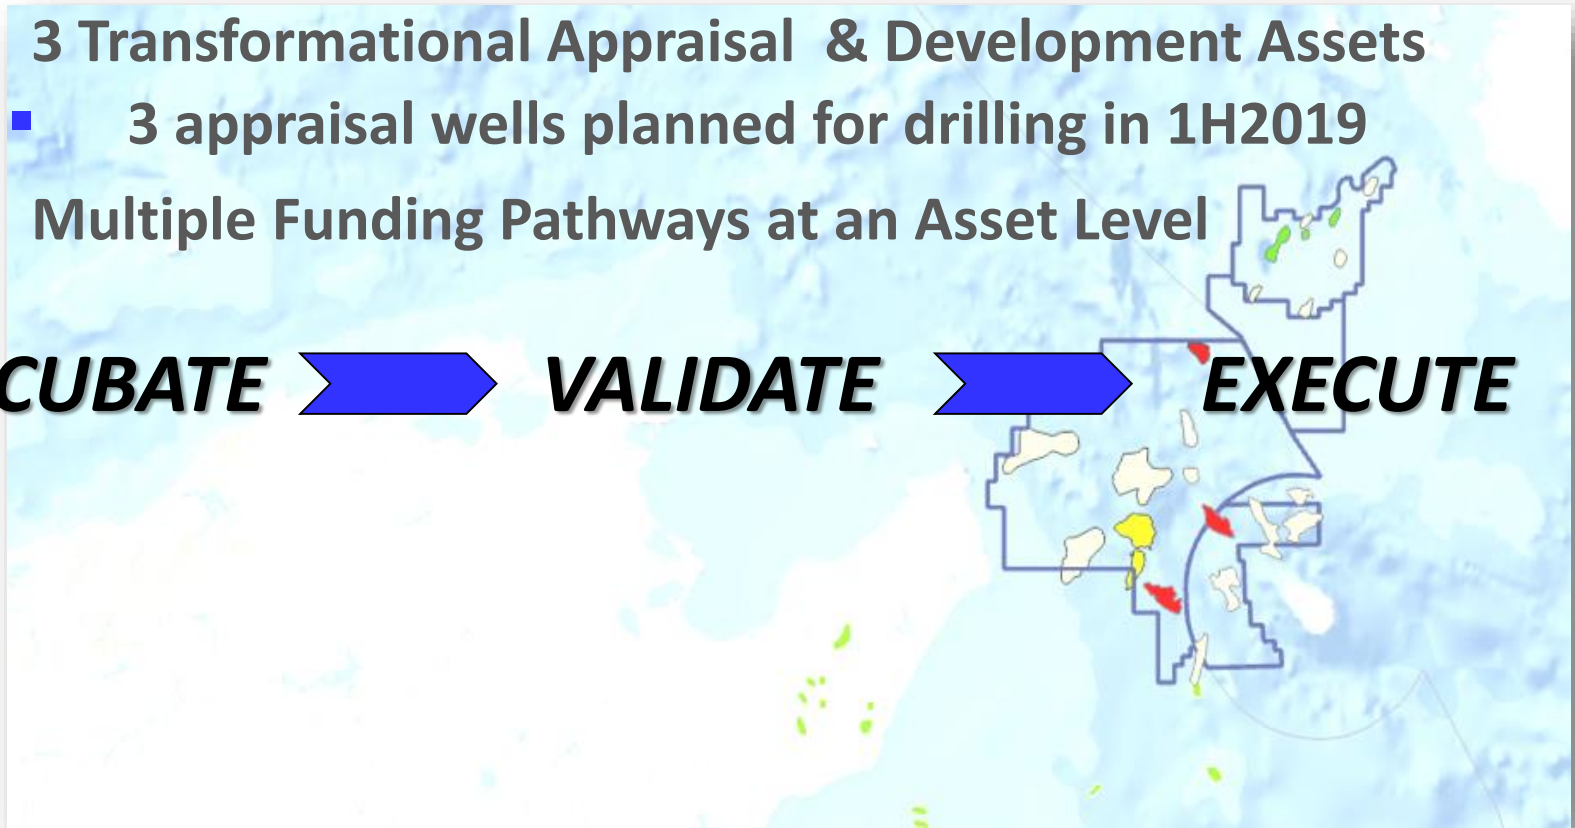 3 Transformational Appraisal & Development Assets
▪ 3 appraisal wells planned for drilling in 1H2019
Multiple Funding Pathways at an Asset Level
CUBATE VALIDATE EXECUTE